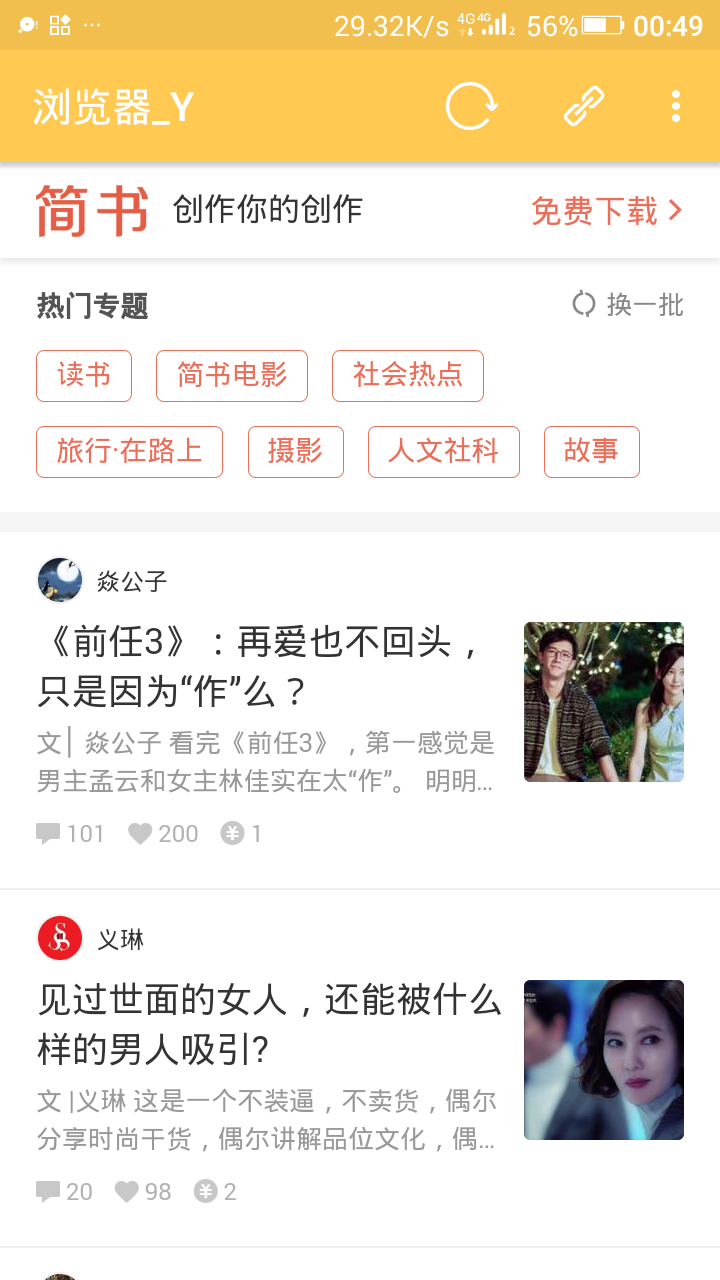 29.32K/s 4G 4G 2 56% 00:49
浏览器_Y
简书 创作你的创作 免费下载
热门专题 换一批
读书 简书电影 社会热点
旅行·在路上 摄影 人文社科 故事
焱公子
《前任3》：再爱也不回头，
只是因为“作”么？
文▏焱公子 看完《前任3》，第一感觉是
男主孟云和女主林佳实在太“作”。 明明...
101 200 1
义琳
见过世面的女人，还能被什么
样的男人吸引?
文 |义琳 这是一个不装逼，不卖货，偶尔
分享时尚干货，偶尔讲解品位文化，偶...
20 98 2